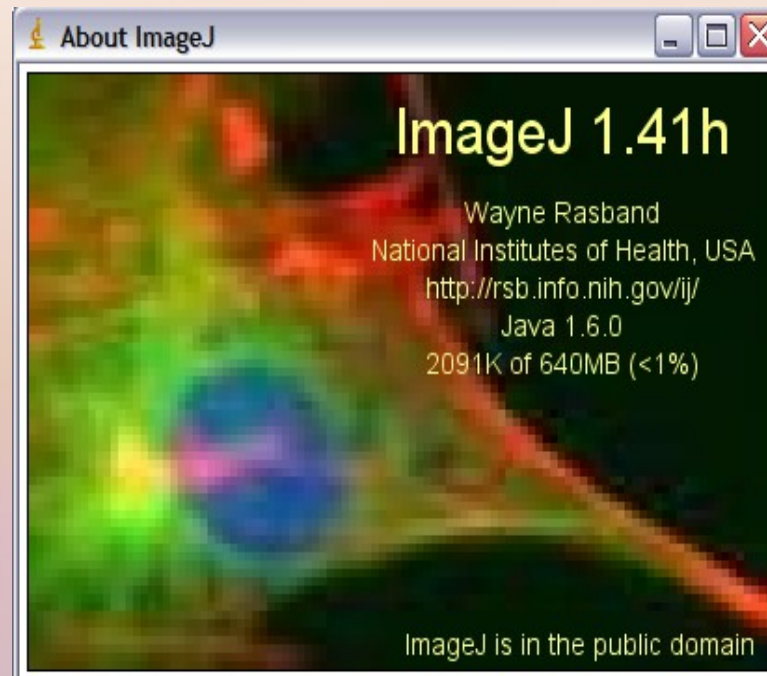 About ImageJ
ImageJ 1.41h
Wayne Rasband
National Institutes of Health, USA
http://rsb.info.nih.gov/ij/
Java 1.6.0
2091K of 640MB (<1%)
ImageJ is in the public domain